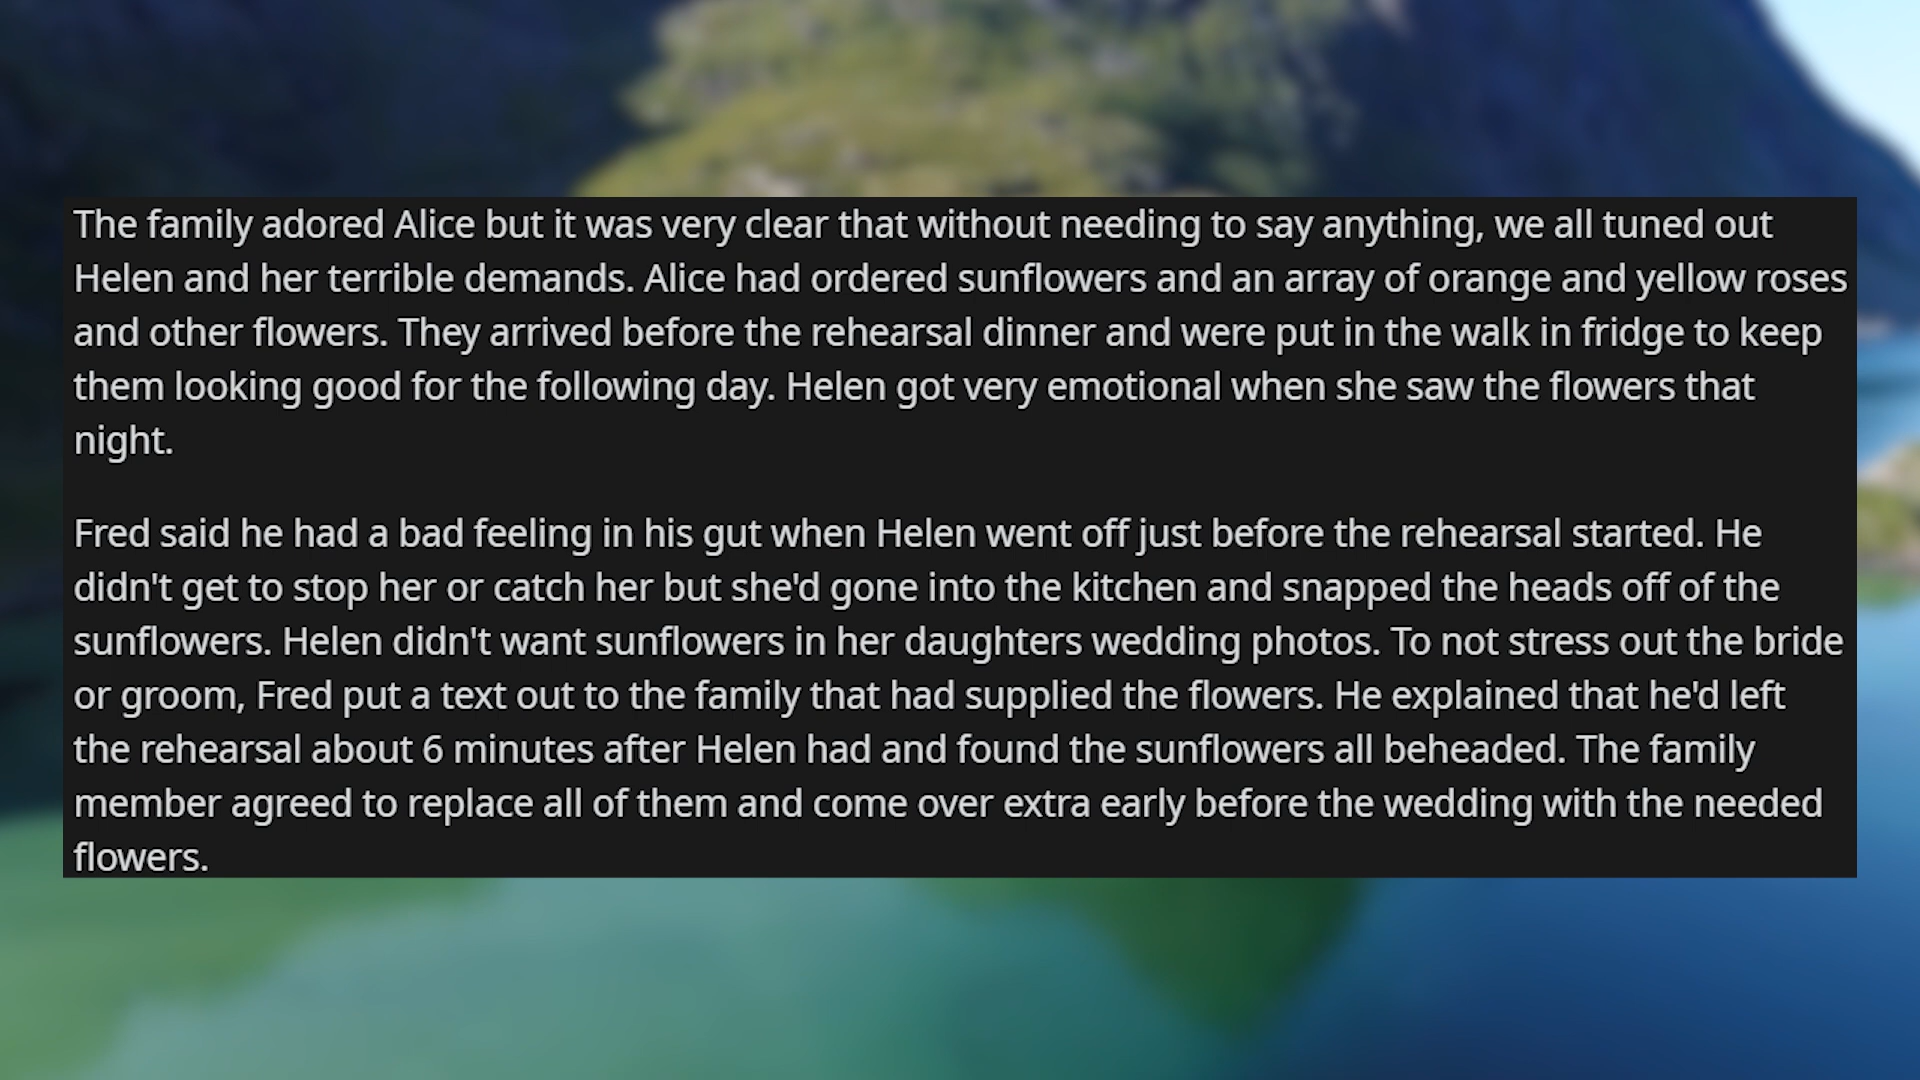 The family adored Alice but it was very clear that without needing to say anything, we all tuned out
Helen and her terrible demands. Alice had ordered sunflowers and an array of orange and yellow roses
and other flowers. They arrived before the rehearsal dinner and were put in the walk in fridge to keep
them looking good for the following day. Helen got very emotional when she saw the flowers that
night.
Fred said he had a bad feeling in his gut when Helen went off just before the rehearsal started. He
didn't get to stop her or catch her but she'd gone into the kitchen and snapped the heads off of the
sunflowers. Helen didn't want sunflowers in her daughters wedding photos. To not stress out the bride
or groom, Fred put a text out to the family that had supplied the flowers. He explained that he'd left
the rehearsal about 6 minutes after Helen had and found the sunflowers all beheaded. The family
member agreed to replace all of them and come over extra early before the wedding with the needed
flowers.